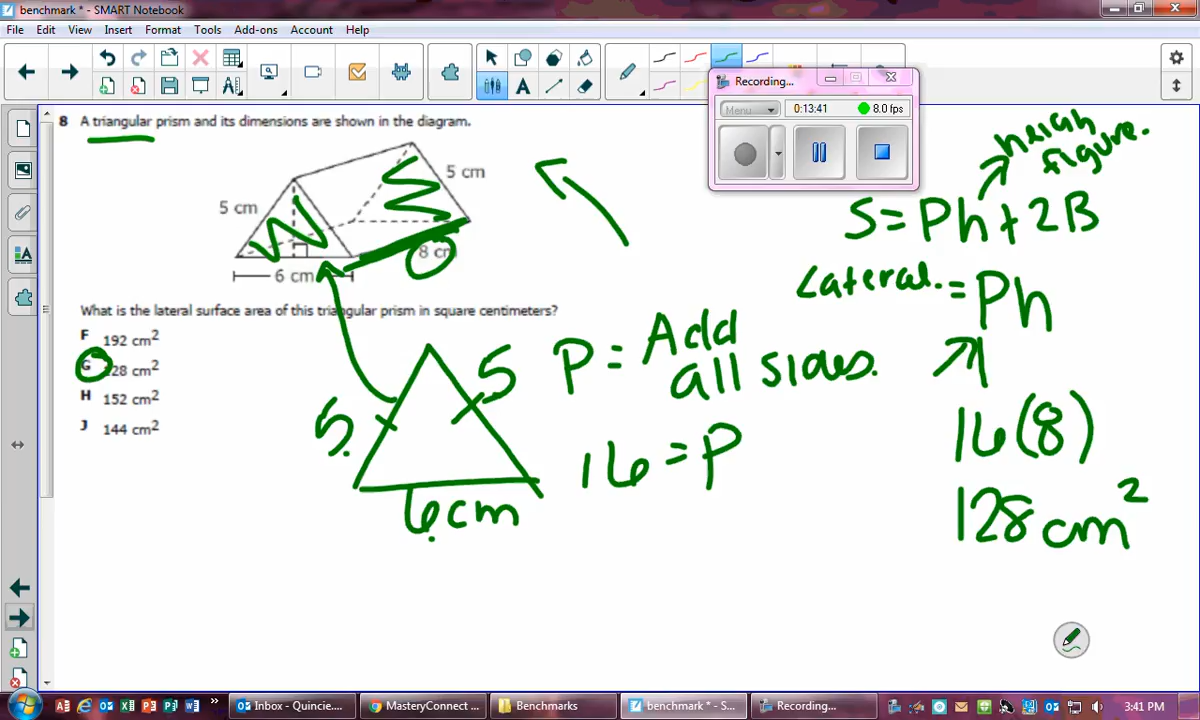 benchmark * - SMART Notebook
File Edit View Insert Format Tools Add-ons Account Help
Recording...
Menu
0:13:41
8.0 fps
8 A triangular prism and its dimensions are shown in the diagram.
5 cm
5 cm
8 cm
6 cm
What is the lateral surface area of this triangular prism in square centimeters?
F 192 cm2
G 128 cm2
H 152 cm2
J 144 cm2
heigh
figure.
S = Ph + 2B
Lateral. = Ph
P = Add
all sides.
5
5.
6cm
16 = P
16(8)
128 cm2
Inbox - Quincie....
MasteryConnect ...
Benchmarks
benchmark * - S...
Recording...
3:41 PM